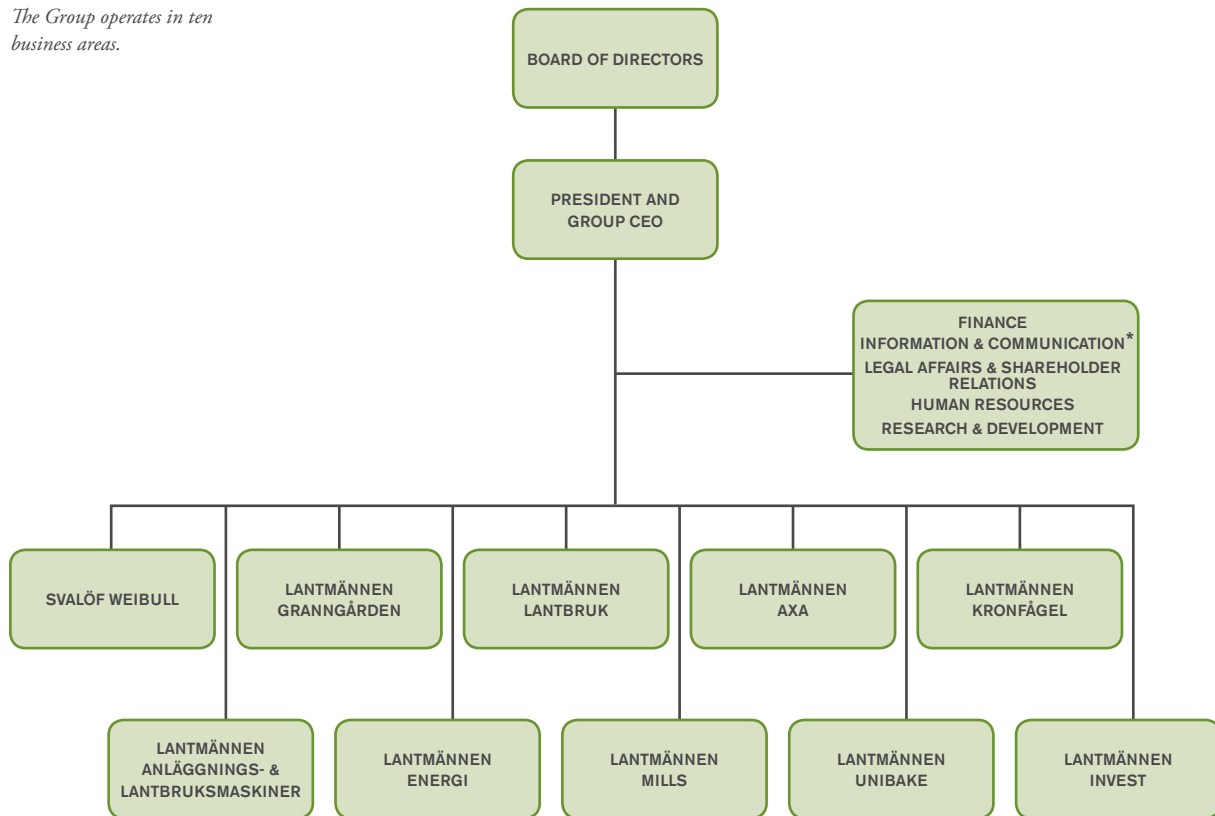 The Group operates in ten
business areas.
BOARD OF DIRECTORS
PRESIDENT AND
GROUP CEO
FINANCE
INFORMATION & COMMUNICATION*
LEGAL AFFAIRS & SHAREHOLDER
RELATIONS
HUMAN RESOURCES
RESEARCH & DEVELOPMENT
SVALÖF WEIBULL
LANTMÄNNEN
GRANNGÅRDEN
LANTMÄNNEN
LANTBRUK
LANTMÄNNEN
AXA
LANTMÄNNEN
KRONFÅGEL
LANTMÄNNEN
ANLÄGGNINGS- &
LANTBRUKSMASKINER
LANTMÄNNEN
ENERGI
LANTMÄNNEN
MILLS
LANTMÄNNEN
UNIBAKE
LANTMÄNNEN
INVEST